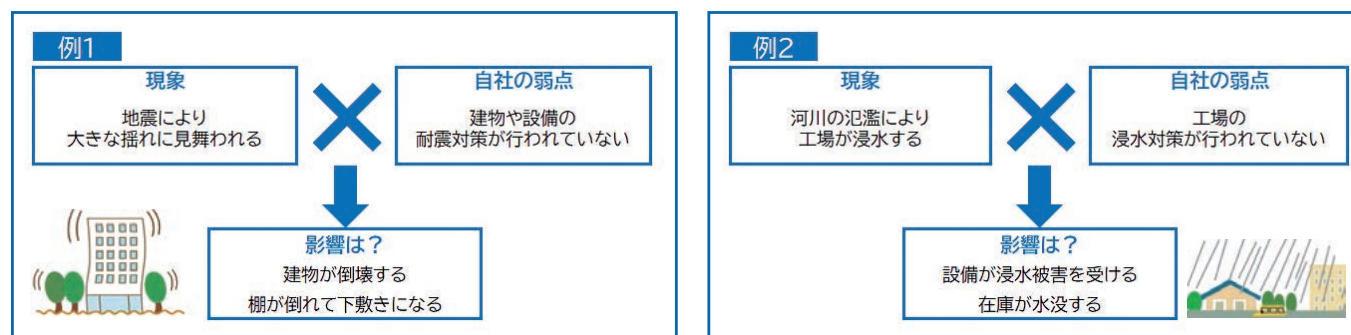 例1
現象
地震により
大きな揺れに見舞われる
自社の弱点
建物や設備の
耐震対策が行われていない
影響は？
建物が倒壊する
棚が倒れて下敷きになる
例2
現象
河川の氾濫により
工場が浸水する
自社の弱点
工場の
浸水対策が行われていない
影響は？
設備が浸水被害を受ける
在庫が水没する